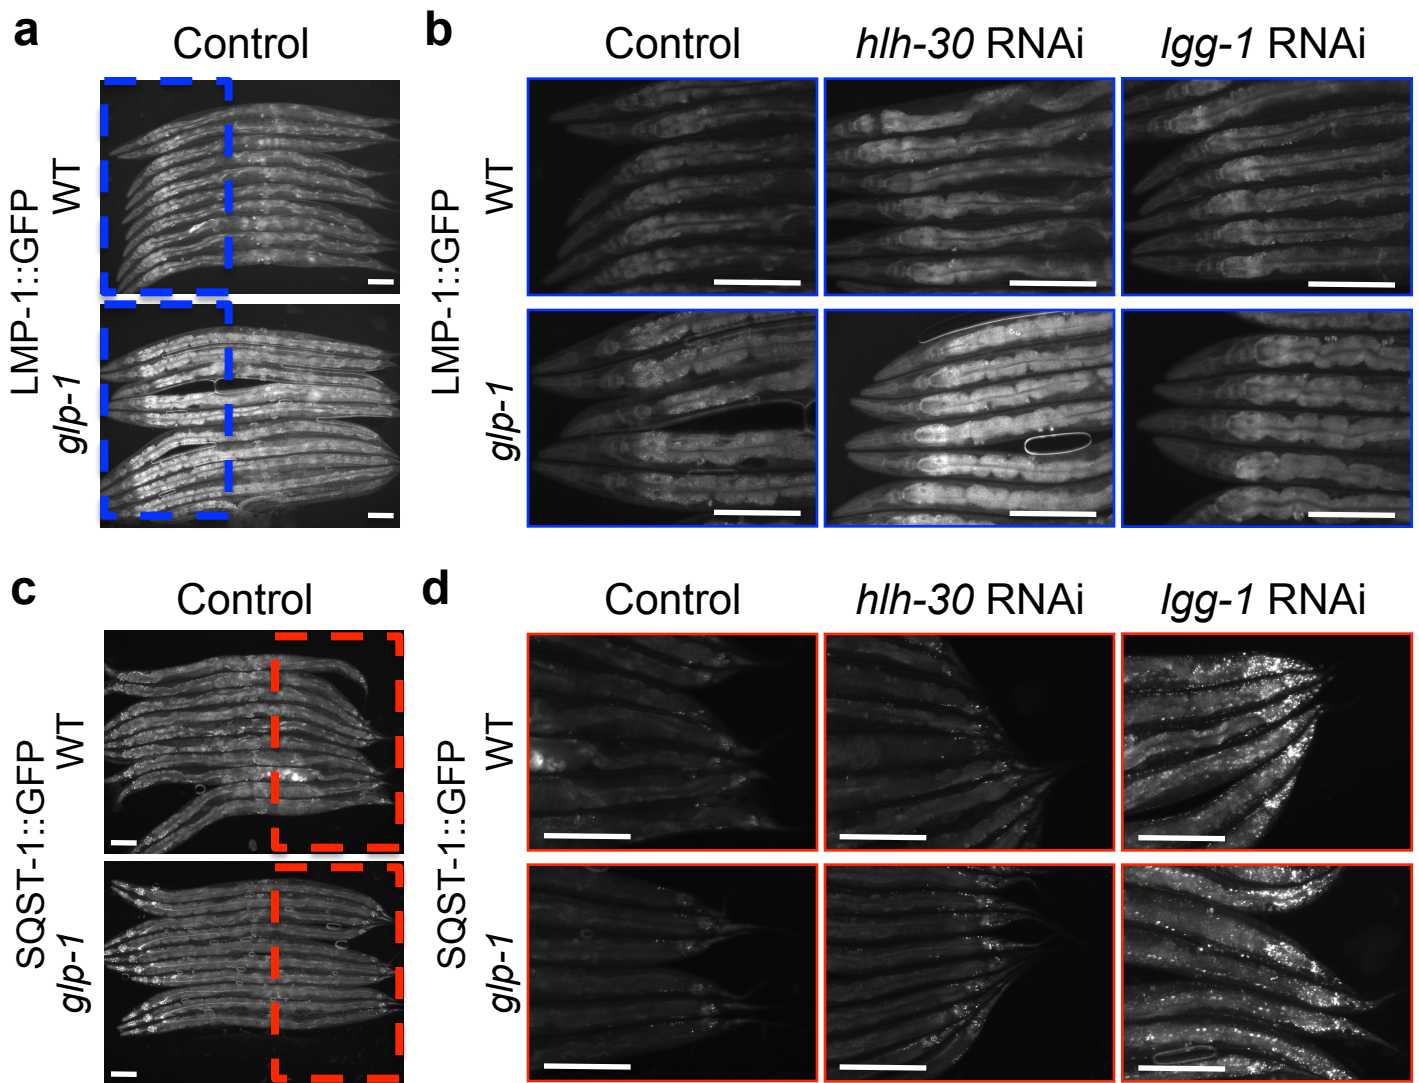 a
Control
b
Control
hlh-30 RNAi
lgg-1 RNAi
LMP-1::GFP
WT
glp-1
LMP-1::GFP
WT
glp-1
c
Control
d
Control
hlh-30 RNAi
lgg-1 RNAi
SQST-1::GFP
WT
glp-1
SQST-1::GFP
WT
glp-1